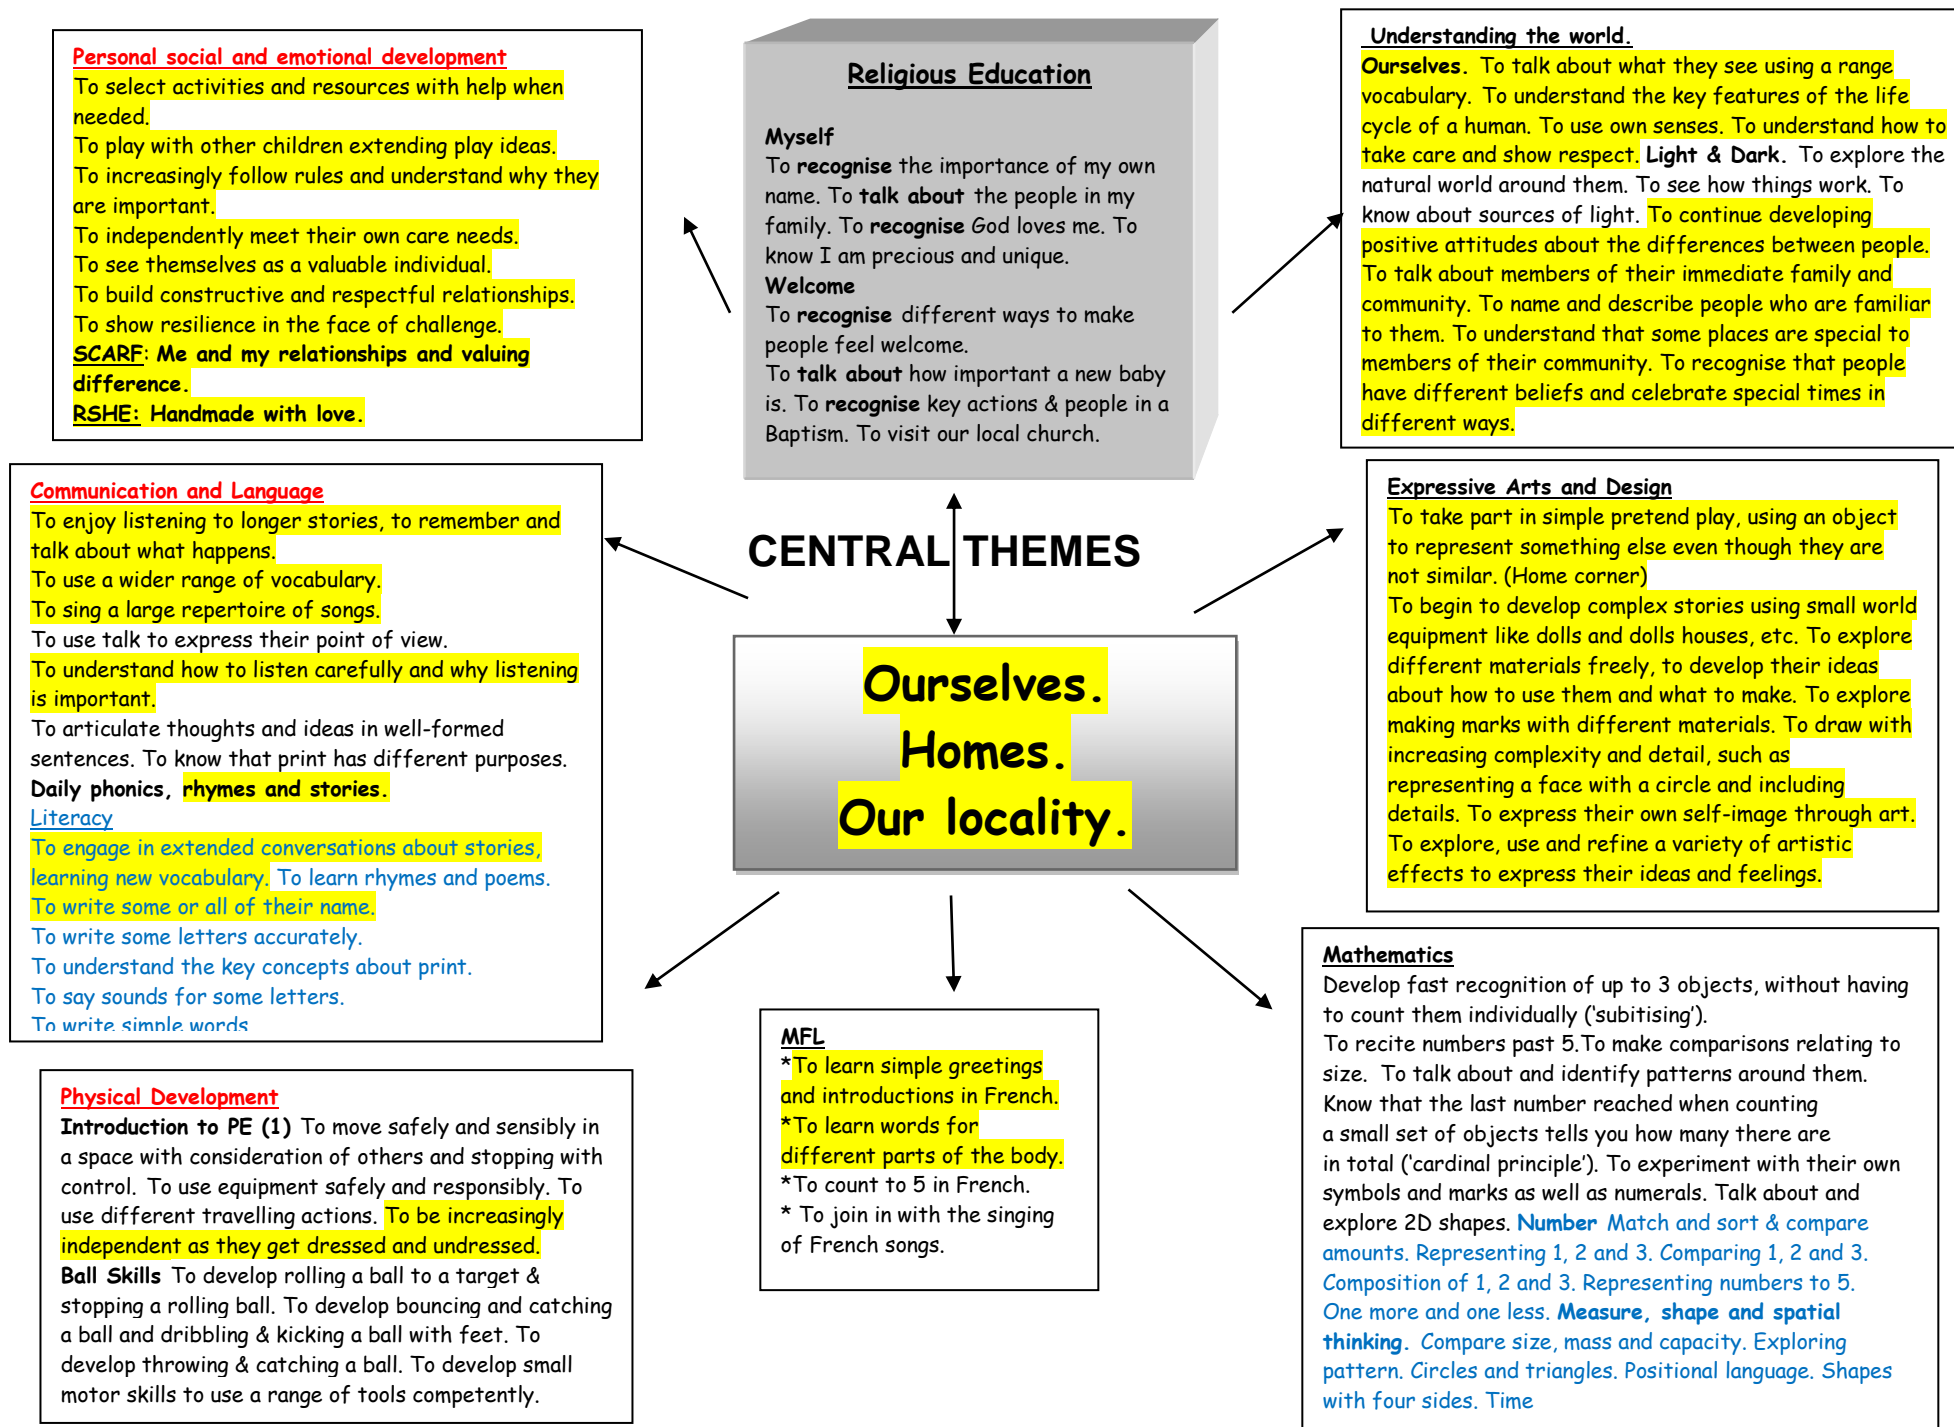 Personal social and emotional development
To select activities and resources with help when
needed.
To play with other children extending play ideas.
To increasingly follow rules and understand why they
are important.
To independently meet their own care needs.
To see themselves as a valuable individual.
To build constructive and respectful relationships.
To show resilience in the face of challenge.
SCARF: Me and my relationships and valuing
difference.
RSHE: Handmade with love.
Religious Education
Myself
To recognise the importance of my own
name. To talk about the people in my
family. To recognise God loves me. To
know I am precious and unique.
Welcome
To recognise different ways to make
people feel welcome.
To talk about how important a new baby
is. To recognise key actions & people in a
Baptism. To visit our local church.
Understanding the world.
Ourselves. To talk about what they see using a range
vocabulary. To understand the key features of the life
cycle of a human. To use own senses. To understand how to
take care and show respect. Light & Dark. To explore the
natural world around them. To see how things work. To
know about sources of light. To continue developing
positive attitudes about the differences between people.
To talk about members of their immediate family and
community. To name and describe people who are familiar
to them. To understand that some places are special to
members of their community. To recognise that people
have different beliefs and celebrate special times in
different ways.
Communication and Language
To enjoy listening to longer stories, to remember and
talk about what happens.
To use a wider range of vocabulary.
To sing a large repertoire of songs.
To use talk to express their point of view.
To understand how to listen carefully and why listening
is important.
To articulate thoughts and ideas in well-formed
sentences. To know that print has different purposes.
Daily phonics, rhymes and stories.
Literacy
To engage in extended conversations about stories,
learning new vocabulary. To learn rhymes and poems.
To write some or all of their name.
To write some letters accurately.
To understand the key concepts about print.
To say sounds for some letters.
To write simple words
CENTRAL THEMES
Ourselves.
Homes.
Our locality.
Expressive Arts and Design
To take part in simple pretend play, using an object
to represent something else even though they are
not similar. (Home corner)
To begin to develop complex stories using small world
equipment like dolls and dolls houses, etc. To explore
different materials freely, to develop their ideas
about how to use them and what to make. To explore
making marks with different materials. To draw with
increasing complexity and detail, such as
representing a face with a circle and including
details. To express their own self-image through art.
To explore, use and refine a variety of artistic
effects to express their ideas and feelings.
Physical Development
Introduction to PE (1) To move safely and sensibly in
a space with consideration of others and stopping with
control. To use equipment safely and responsibly. To
use different travelling actions. To be increasingly
independent as they get dressed and undressed.
Ball Skills To develop rolling a ball to a target &
stopping a rolling ball. To develop bouncing and catching
a ball and dribbling & kicking a ball with feet. To
develop throwing & catching a ball. To develop small
motor skills to use a range of tools competently.
MFL
*To learn simple greetings
and introductions in French.
*To learn words for
different parts of the body.
*To count to 5 in French.
* To join in with the singing
of French songs.
Mathematics
Develop fast recognition of up to 3 objects, without having
to count them individually (‘subitising’).
To recite numbers past 5.To make comparisons relating to
size. To talk about and identify patterns around them.
Know that the last number reached when counting
a small set of objects tells you how many there are
in total (‘cardinal principle’). To experiment with their own
symbols and marks as well as numerals. Talk about and
explore 2D shapes. Number Match and sort & compare
amounts. Representing 1, 2 and 3. Comparing 1, 2 and 3.
Composition of 1, 2 and 3. Representing numbers to 5.
One more and one less. Measure, shape and spatial
thinking. Compare size, mass and capacity. Exploring
pattern. Circles and triangles. Positional language. Shapes
with four sides. Time